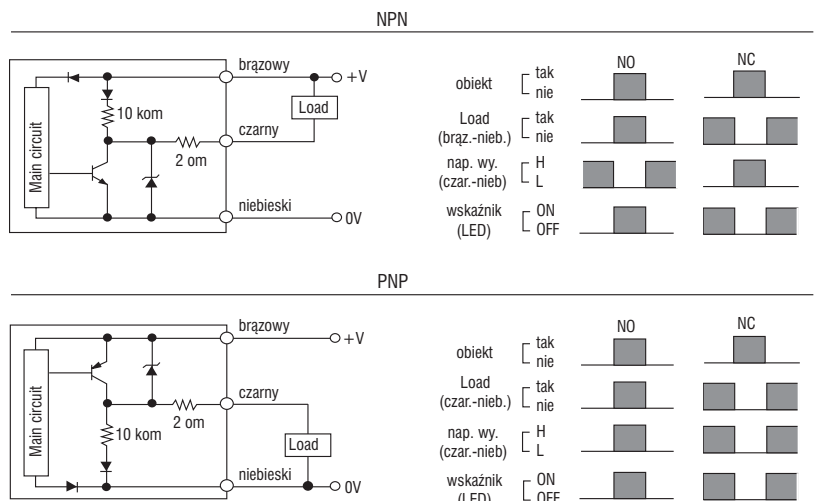 NPN
brązowy
+V
10 kom
Load
czarny
2 om
Main circuit
niebieski
0V
NO
NC
obiekt
tak
nie
Load
(brąz.-nieb.)
tak
nie
nap. wy.
(czar.-nieb)
H
L
wskaźnik
(LED)
ON
OFF
PNP
brązowy
+V
czarny
2 om
Main circuit
10 kom
Load
niebieski
0V
NO
NC
obiekt
tak
nie
Load
(czar.-nieb.)
tak
nie
nap. wy.
(czar.-nieb)
H
L
wskaźnik
(LED)
ON
OFF